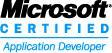 Microsoft®
CERTIFIED
Application Developer